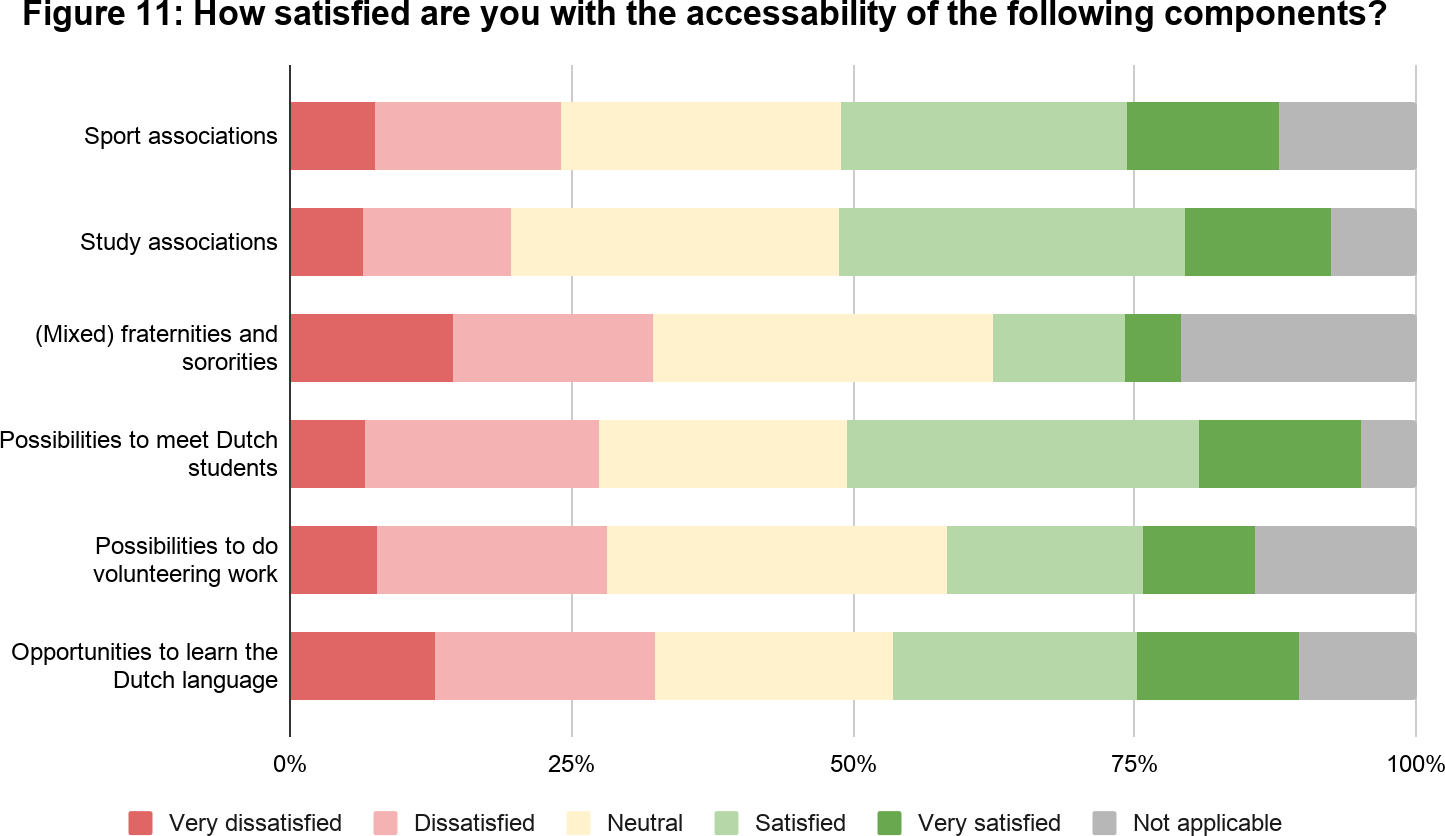 Figure 11: How satisfied are you with the accessability of the following components?
Sport associations
Study associations
(Mixed) fraternities and
sororities
Possibilities to meet Dutch
students
Possibilities to do
volunteering work
Opportunities to learn the
Dutch language
0% 25% 50% 75% 100%
Very dissatisfied Dissatisfied Neutral Satisfied Very satisfied Not applicable